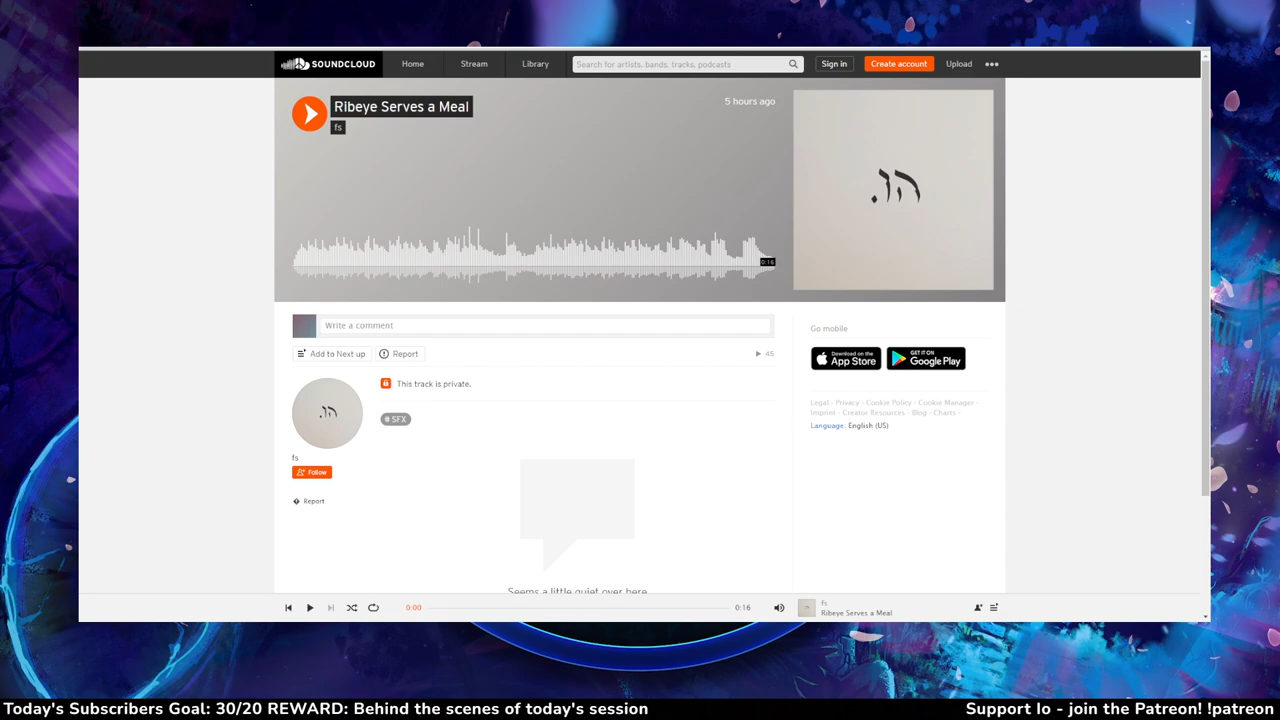 SOUNDCLOUD Home Stream Library Search for artists, bands, tracks, podcasts Sign in Create account Upload
Ribeye Serves a Meal
fs
5 hours ago
הו.
0:16
Write a comment
Add to Next up Report 45
This track is private.
# SFX
הו.
fs
Follow
Report
Seems a little quiet over here
Go mobile
Download on the App Store GET IT ON Google Play
Legal - Privacy - Cookie Policy - Cookie Manager -
Imprint - Creator Resources - Blog - Charts -
Language: English (US)
0:00 0:16
Fs
Ribeye Serves a Meal
Today's Subscribers Goal: 30/20 REWARD: Behind the scenes of today's session Support Io - join the Patreon! !patreon